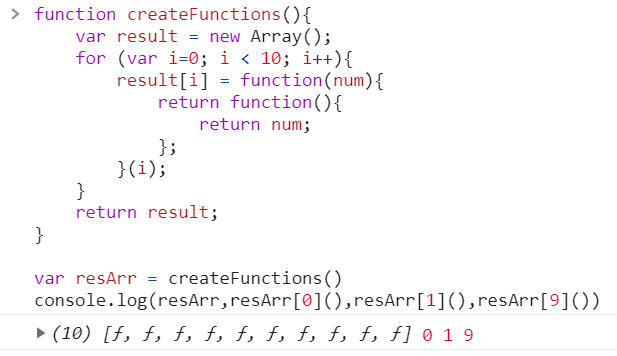 > function createFunctions(){
    var result = new Array();
    for (var i=0; i < 10; i++){
        result[i] = function(num){
            return function(){
                return num;
            };
        }(i);
    }
    return result;
}

var resArr = createFunctions()
console.log(resArr,resArr[0](),resArr[1](),resArr[9]())
▶ (10) [f, f, f, f, f, f, f, f, f, f] 0 1 9